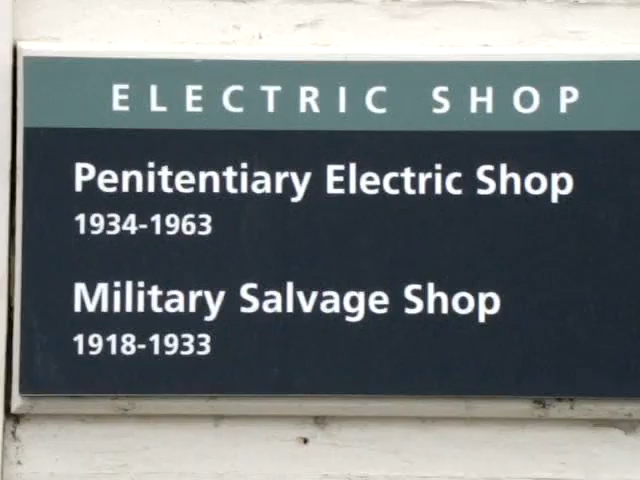 ELECTRIC SHOP
Penitentiary Electric Shop
1934-1963
Military Salvage Shop
1918-1933